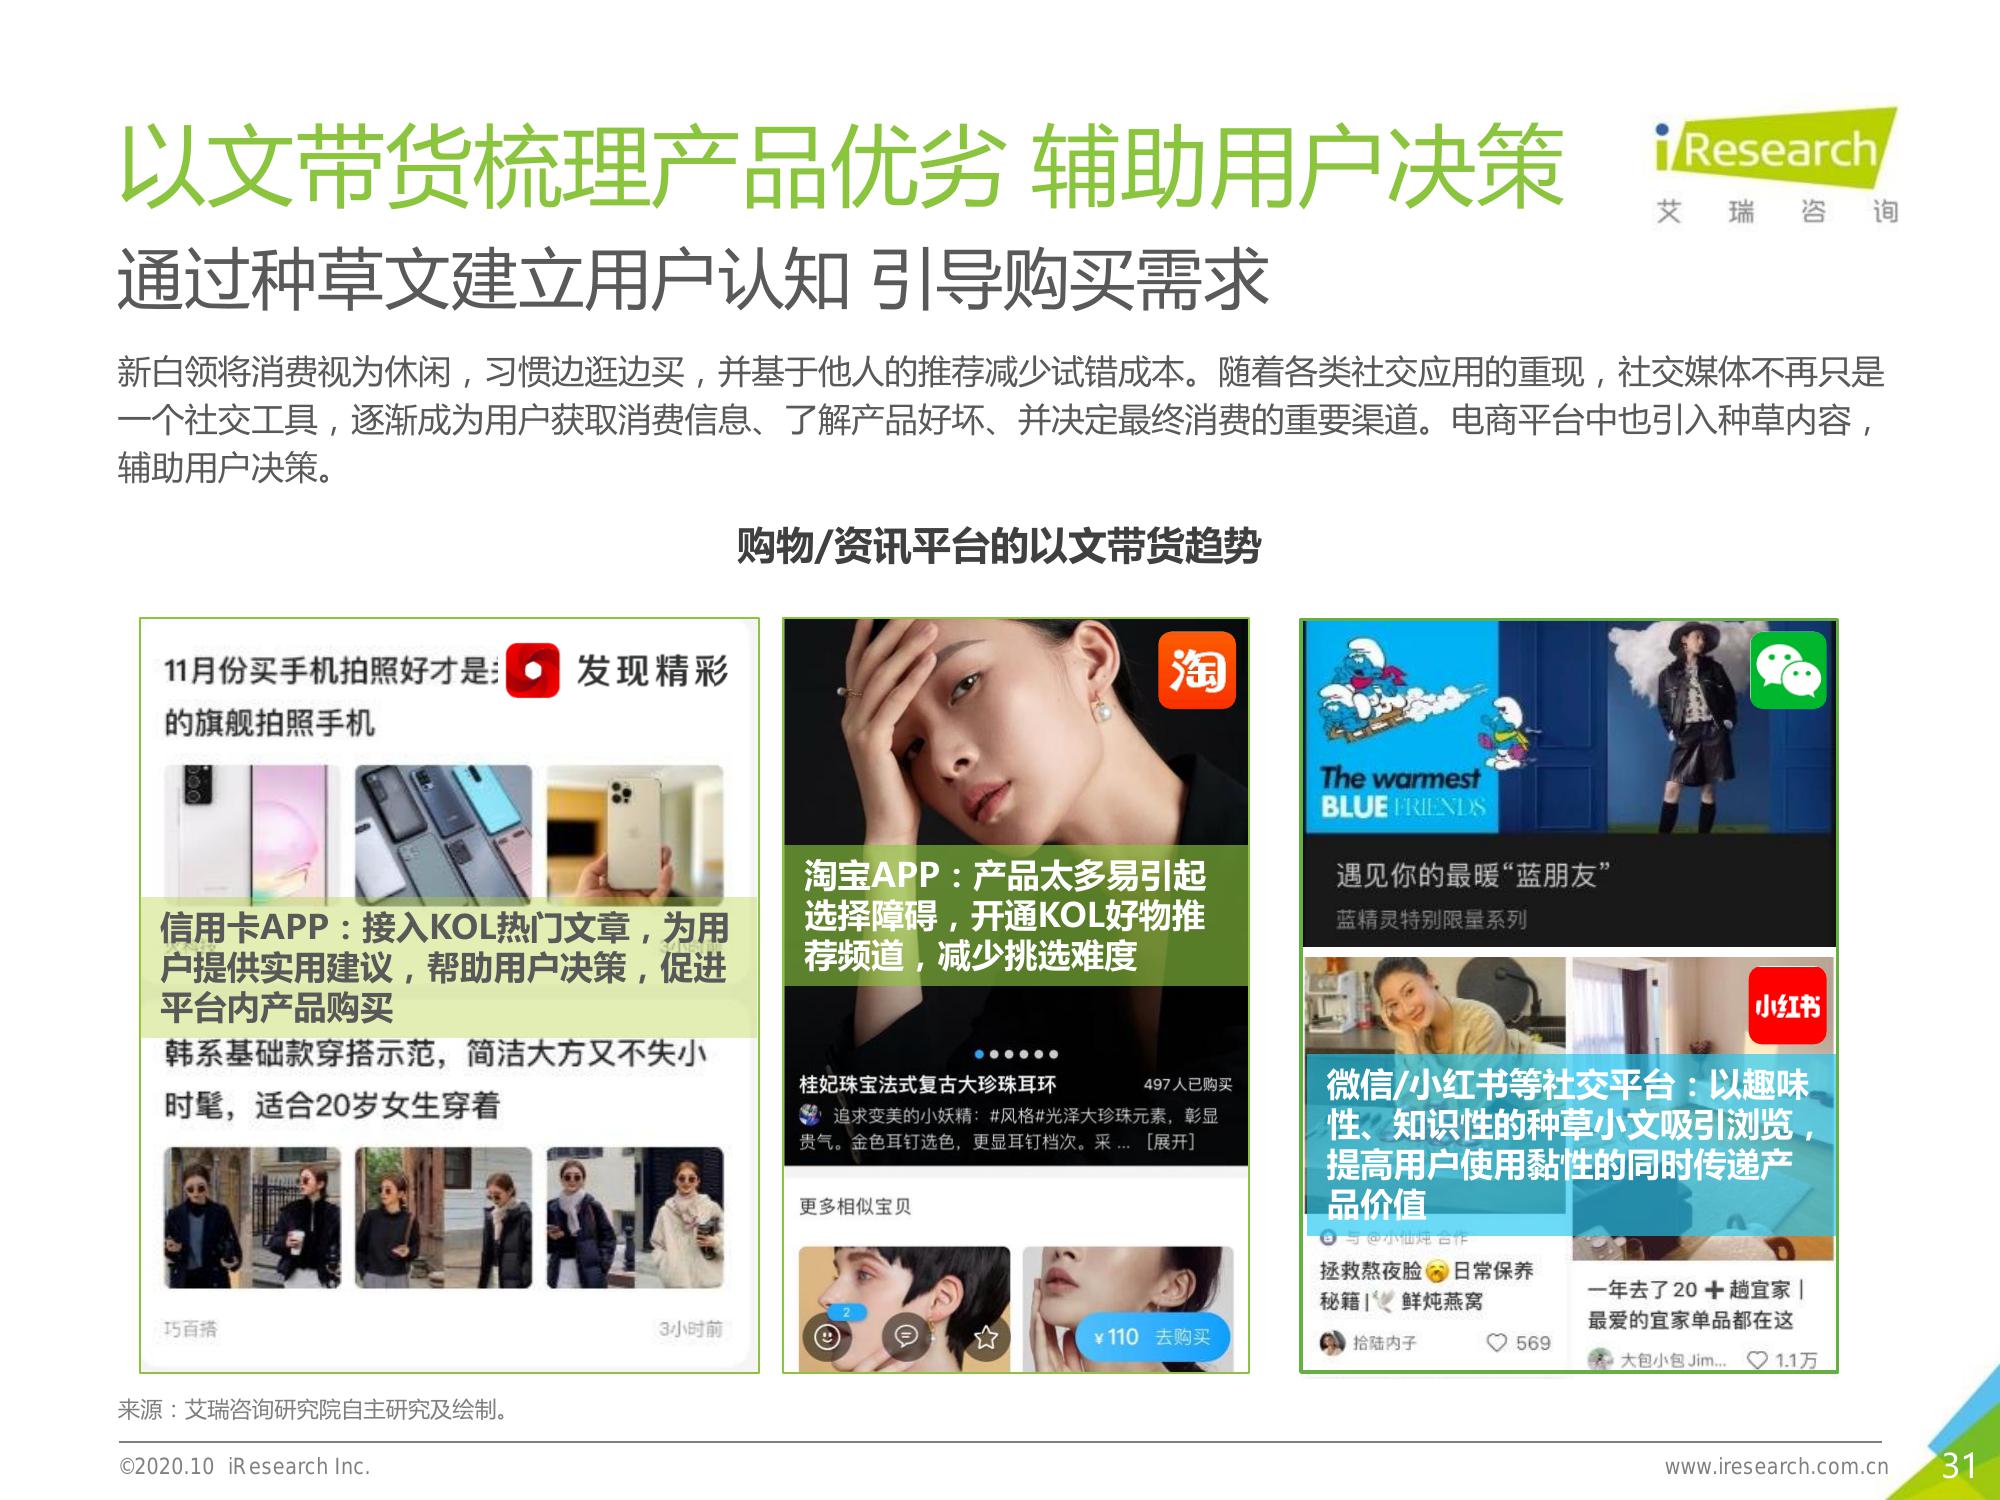 以文带货梳理产品优劣 辅助用户决策
iResearch
艾瑞咨询
通过种草文建立用户认知 引导购买需求
新白领将消费视为休闲，习惯边逛边买，并基于他人的推荐减少试错成本。随着各类社交应用的重现，社交媒体不再只是
一个社交工具，逐渐成为用户获取消费信息、了解产品好坏、并决定最终消费的重要渠道。电商平台中也引入种草内容，
辅助用户决策。
购物/资讯平台的以文带货趋势
11月份买手机拍照好才是
发现精彩
的旗舰拍照手机
信用卡APP：接入KOL热门文章，为用
户提供实用建议，帮助用户决策，促进
平台内产品购买
韩系基础款穿搭示范，简洁大方又不失小
时髦，适合20岁女生穿着
巧百搭
3小时前
淘
淘宝APP：产品太多易引起
选择障碍，开通KOL好物推
荐频道，减少挑选难度
桂妃珠宝法式复古大珍珠耳环
497人已购买
追求变美的小妖精：#风格#光泽大珍珠元素，彰显
贵气。金色耳钉选色，更显耳钉档次。采 ... [展开]
更多相似宝贝
2
¥110 去购买
The warmest
BLUE FRIENDS
遇见你的最暖“蓝朋友”
蓝精灵特别限量系列
小红书
微信/小红书等社交平台：以趣味
性、知识性的种草小文吸引浏览，
提高用户使用黏性的同时传递产
品价值
与 @小仙炖 合作
拯救熬夜脸🤫日常保养
秘籍|🕊 鲜炖燕窝
拾陆内子
569
一年去了20➕趟宜家｜
最爱的宜家单品都在这
大包小包Jim...
1.1万
来源：艾瑞咨询研究院自主研究及绘制。
©2020.10 iResearch Inc.
www.iresearch.com.cn
31